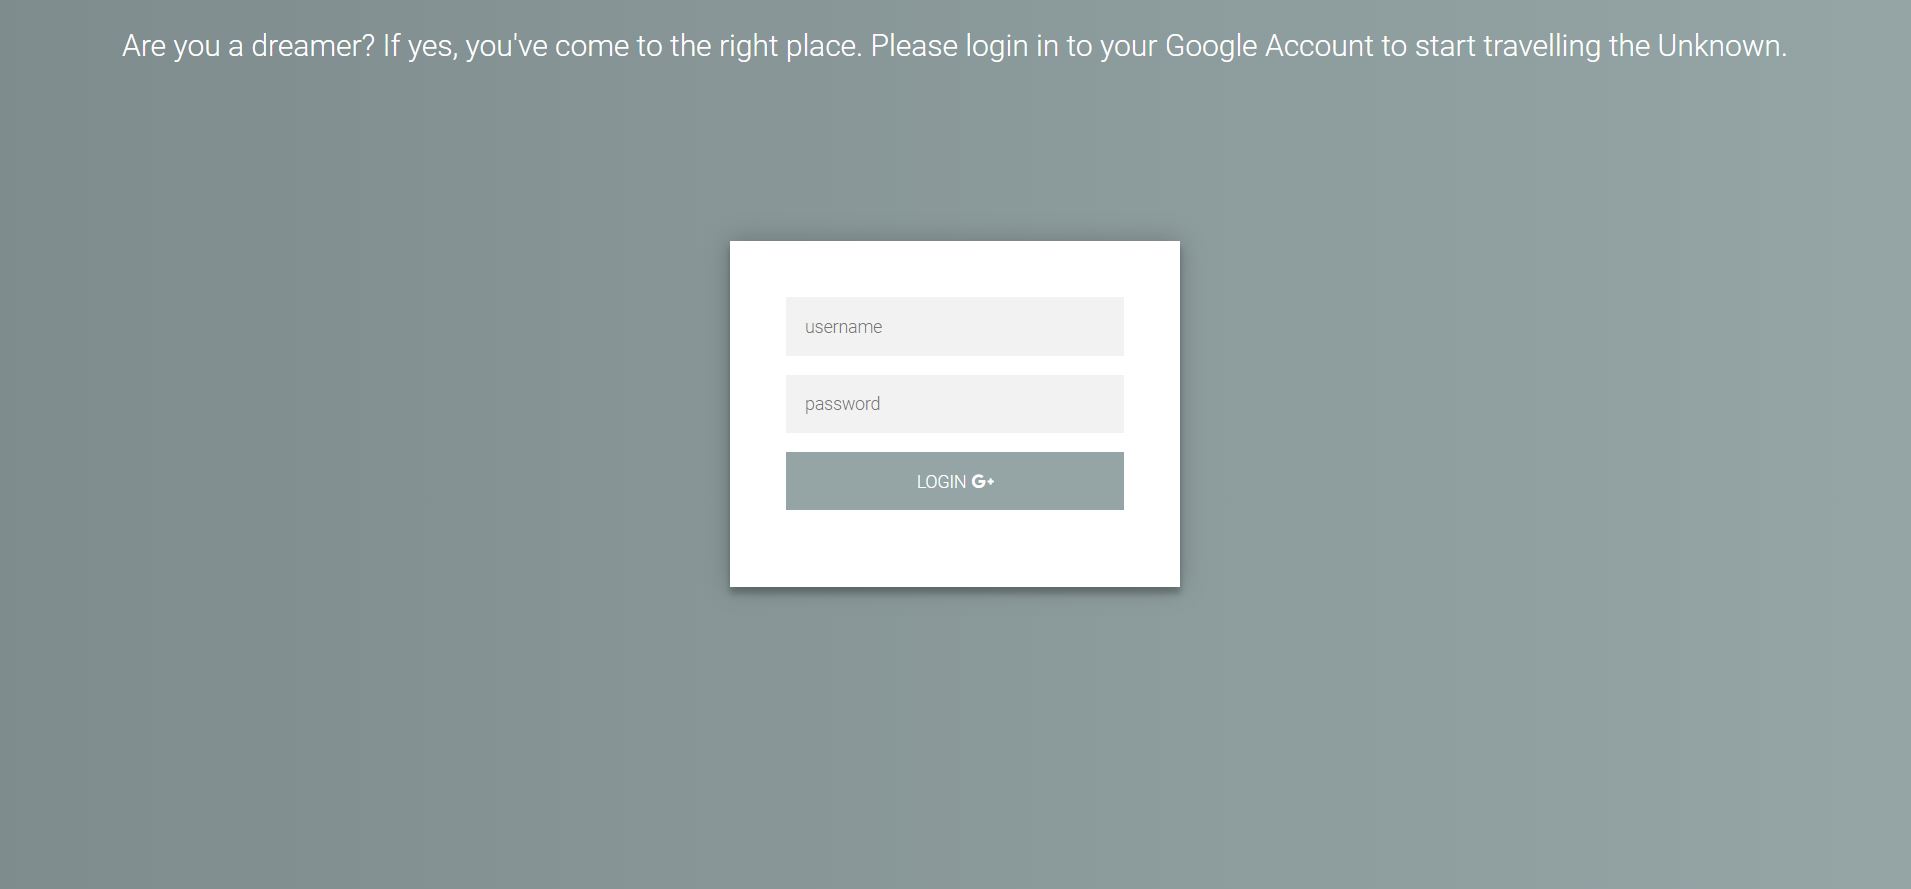 Are you a dreamer? If yes, you've come to the right place. Please login in to your Google Account to start travelling the Unknown.
username
password
LOGIN G+